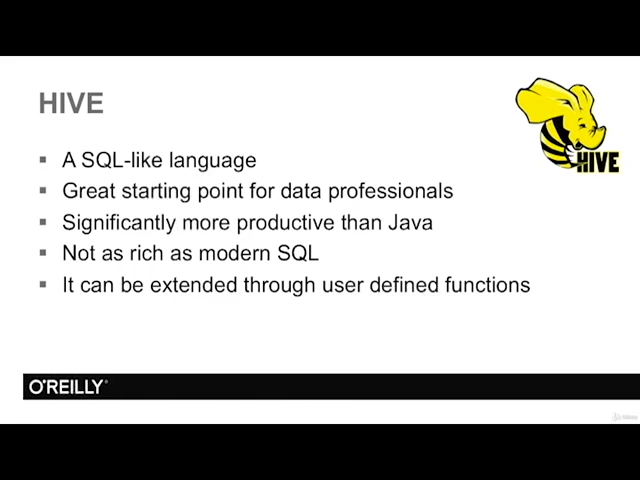 HIVE
HIVE
▪ A SQL-like language
▪ Great starting point for data professionals
▪ Significantly more productive than Java
▪ Not as rich as modern SQL
▪ It can be extended through user defined functions
O'REILLY®